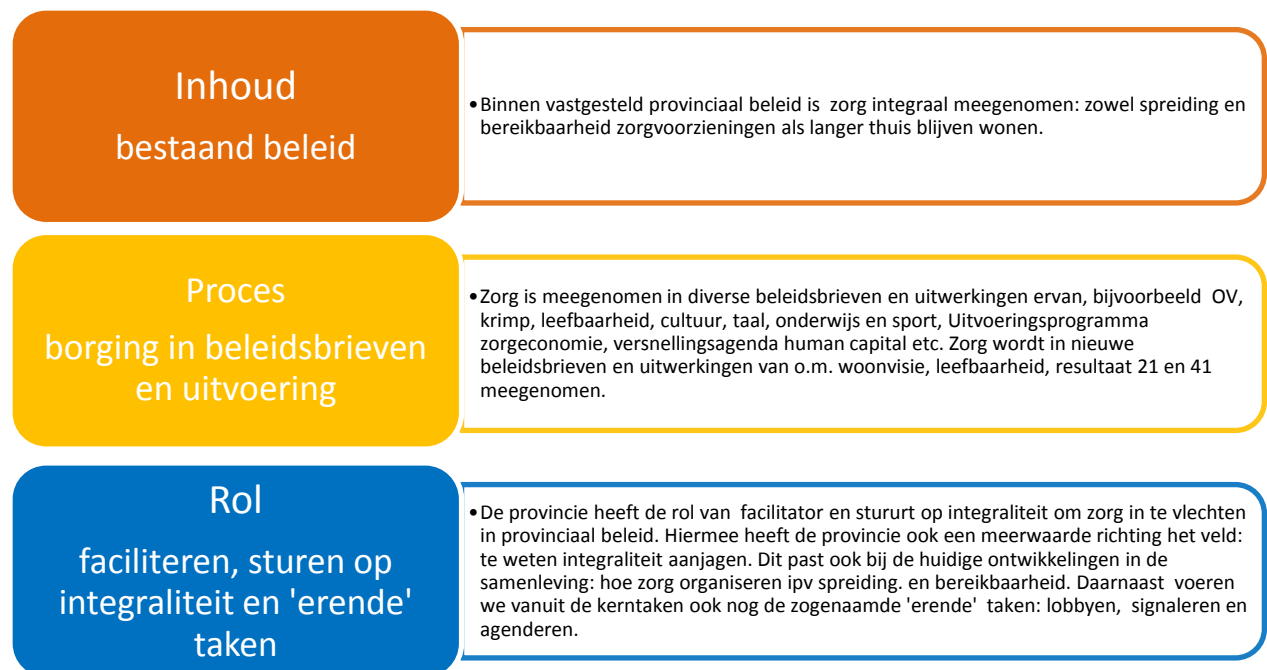 Inhoud
bestaand beleid
•Binnen vastgesteld provinciaal beleid is zorg integraal meegenomen: zowel spreiding en
bereikbaarheid zorgvoorzieningen als langer thuis blijven wonen.
Proces
borging in beleidsbrieven
en uitvoering
•Zorg is meegenomen in diverse beleidsbrieven en uitwerkingen ervan, bijvoorbeeld OV,
krimp, leefbaarheid, cultuur, taal, onderwijs en sport, Uitvoeringsprogramma
zorgeconomie, versnellingsagenda human capital etc. Zorg wordt in nieuwe
beleidsbrieven en uitwerkingen van o.m. woonvisie, leefbaarheid, resultaat 21 en 41
meegenomen.
Rol
faciliteren, sturen op
integraliteit en 'erende'
taken
•De provincie heeft de rol van facilitator en stururt op integraliteit om zorg in te vlechten
in provinciaal beleid. Hiermee heeft de provincie ook een meerwaarde richting het veld:
te weten integraliteit aanjagen. Dit past ook bij de huidige ontwikkelingen in de
samenleving: hoe zorg organiseren ipv spreiding. en bereikbaarheid. Daarnaast voeren
we vanuit de kerntaken ook nog de zogenaamde 'erende' taken: lobbyen, signaleren en
agenderen.